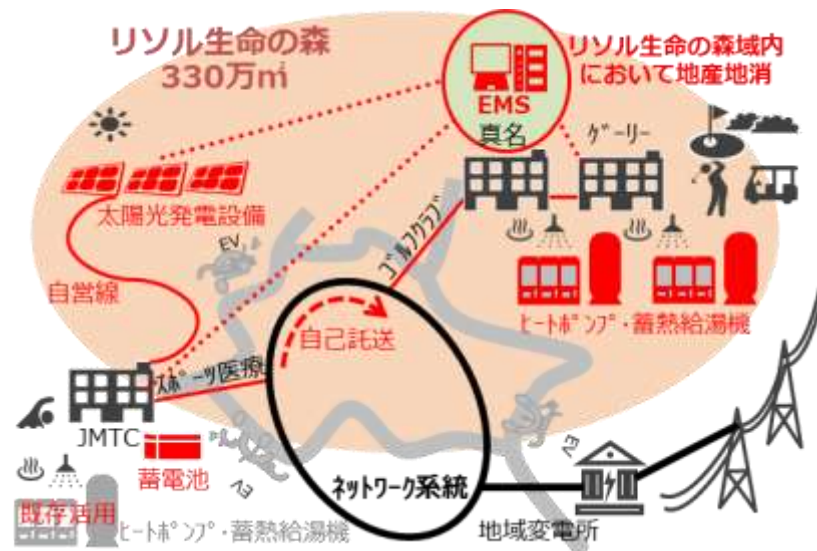 リソル生命の森
330万㎡
リソル生命の森域内
において地産地消
EMS
真名
ｹﾞｰﾘｰ
太陽光発電設備
EV
ｺﾞﾙﾌｸﾗﾌﾞ
自営線
自己託送
ﾋｰﾄﾎﾟﾝﾌﾟ・蓄熱給湯機
ｽﾎﾟｰﾂ医療
JMTC
蓄電池
EV
EV
ﾈｯﾄﾜｰｸ系統
地域変電所
既存活用
ﾋｰﾄﾎﾟﾝﾌﾟ・蓄熱給湯機